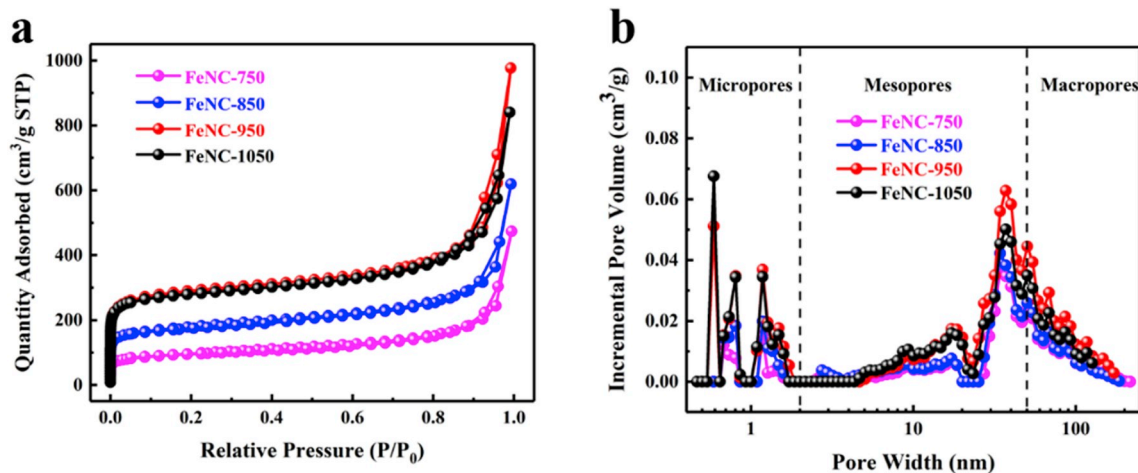 a
1000
800
600
400
200
0
Quantity Adsorbed (cm³/g STP)
FeNC-750
FeNC-850
FeNC-950
FeNC-1050
0.0 0.2 0.4 0.6 0.8 1.0
Relative Pressure (P/P₀)
b
0.10
0.08
0.06
0.04
0.02
0.00
Incremental Pore Volume (cm³/g)
Micropores Mesopores Macropores
FeNC-750
FeNC-850
FeNC-950
FeNC-1050
1 10 100
Pore Width (nm)